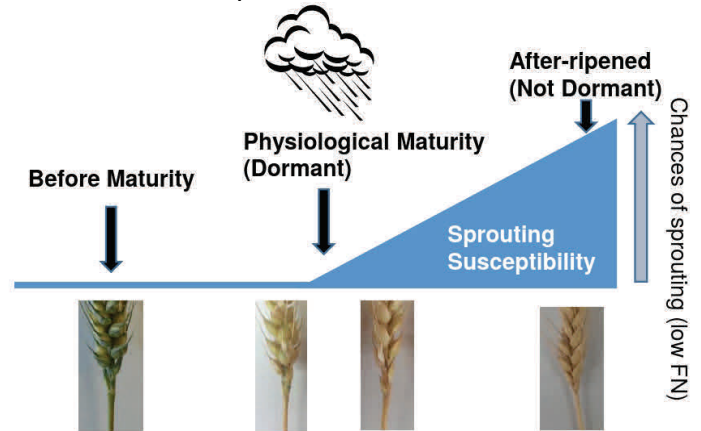 After-ripened
(Not Dormant)
Physiological Maturity
(Dormant)
Before Maturity
Sprouting
Susceptibility
Chances of sprouting (low FN)